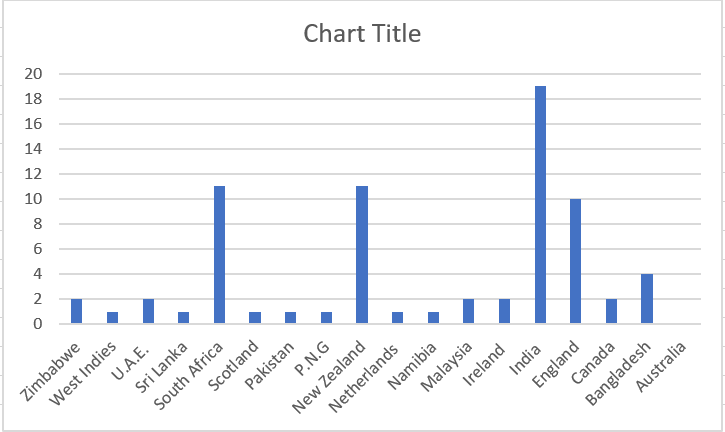 Chart Title
20
18
16
14
12
10
8
6
4
2
0
Zimbabwe
West Indies
U.A.E.
Sri Lanka
South Africa
Scotland
Pakistan
P.N.G
New Zealand
Netherlands
Namibia
Malaysia
Ireland
India
England
Canada
Bangladesh
Australia